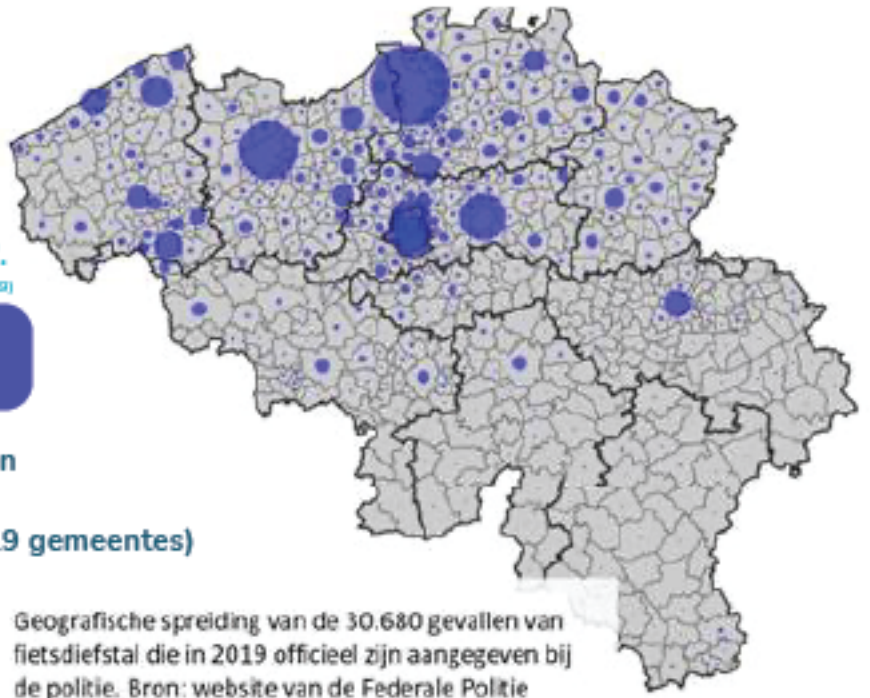 n
9 gemeentes)
Geografische spreiding van de 30.680 gevallen van
fietsdiefstal die in 2019 officieel zijn aangegeven bij
de politie. Bron: website van de Federale Politie